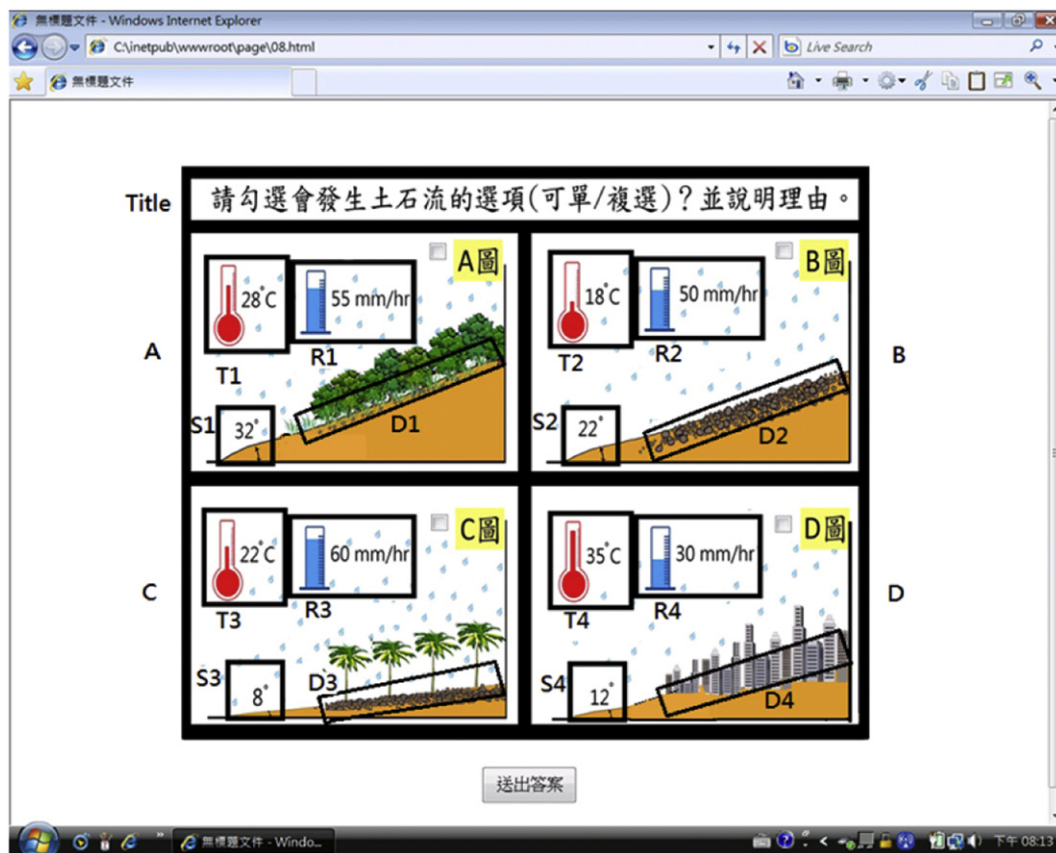 無標題文件 - Windows Internet Explorer
C:\inetpub\wwwroot\page\08.html
Live Search
無標題文件
Title
請勾選會發生土石流的選項(可單/複選)？並說明理由。
A
28°C
55 mm/hr
A圖
T1
R1
S1
32°
D1
18°C
50 mm/hr
B圖
T2
R2
B
S2
22°
D2
C
22°C
60 mm/hr
C圖
T3
R3
S3
8°
D3
35°C
30 mm/hr
D圖
T4
R4
D
S4
12°
D4
送出答案
無標題文件 - Windo...
下午 08:13